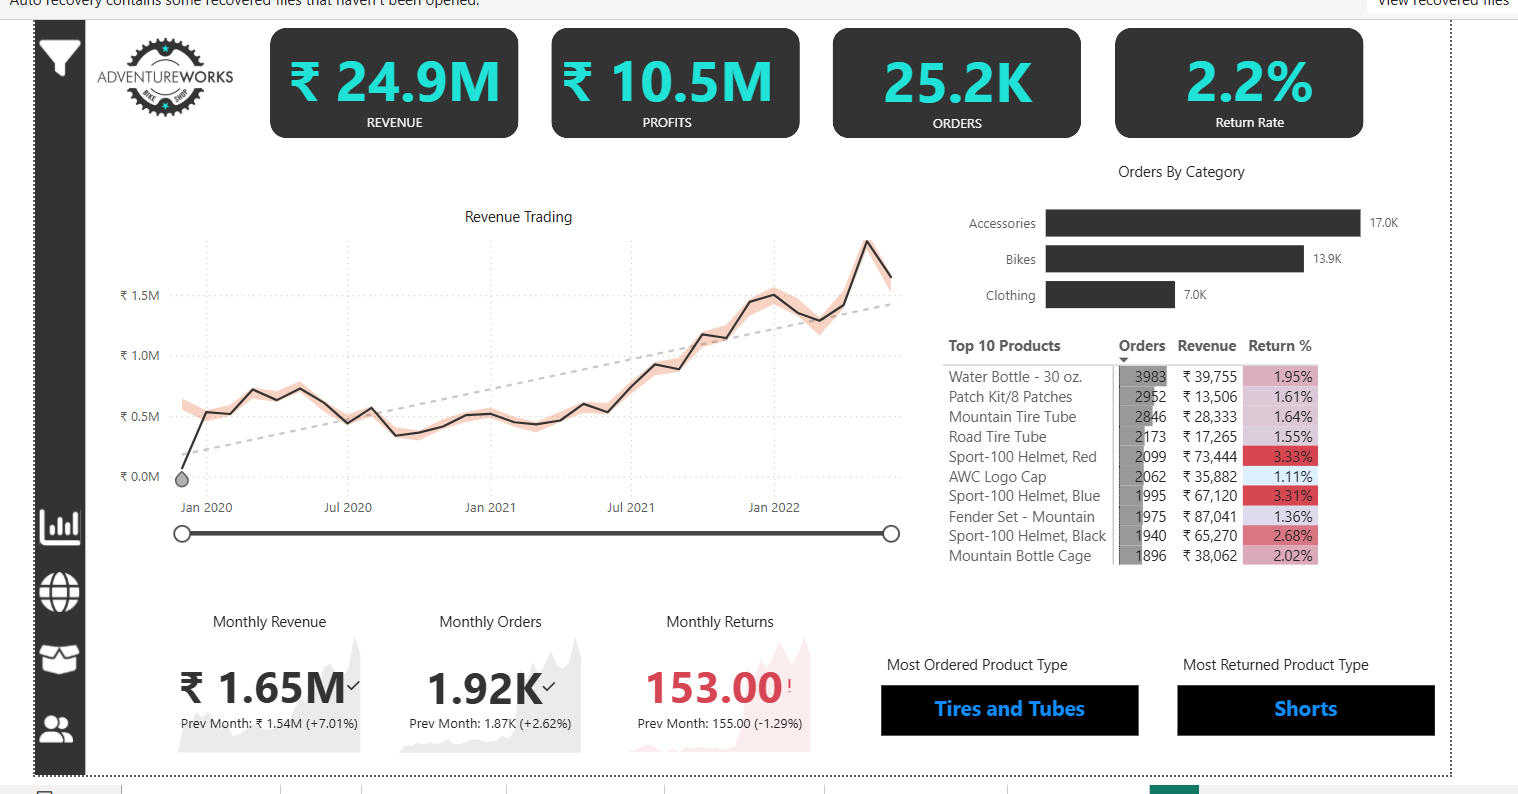 Auto recovery contains some recovered files that haven't been opened.
View recovered files
ADVENTUREWORKS
BIKE SHOP
₹ 24.9M
REVENUE
₹ 10.5M
PROFITS
25.2K
ORDERS
2.2%
Return Rate
Revenue Trading
₹ 1.5M
₹ 1.0M
₹ 0.5M
₹ 0.0M
Jan 2020 Jul 2020 Jan 2021 Jul 2021 Jan 2022
Orders By Category
Accessories 17.0K
Bikes 13.9K
Clothing 7.0K
Top 10 Products Orders Revenue Return %
Water Bottle - 30 oz. 3983 ₹ 39,755 1.95%
Patch Kit/8 Patches 2952 ₹ 13,506 1.61%
Mountain Tire Tube 2846 ₹ 28,333 1.64%
Road Tire Tube 2173 ₹ 17,265 1.55%
Sport-100 Helmet, Red 2099 ₹ 73,444 3.33%
AWC Logo Cap 2062 ₹ 35,882 1.11%
Sport-100 Helmet, Blue 1995 ₹ 67,120 3.31%
Fender Set - Mountain 1975 ₹ 87,041 1.36%
Sport-100 Helmet, Black 1940 ₹ 65,270 2.68%
Mountain Bottle Cage 1896 ₹ 38,062 2.02%
Monthly Revenue
₹ 1.65M✓
Prev Month: ₹ 1.54M (+7.01%)
Monthly Orders
1.92K✓
Prev Month: 1.87K (+2.62%)
Monthly Returns
153.00!
Prev Month: 155.00 (-1.29%)
Most Ordered Product Type
Tires and Tubes
Most Returned Product Type
Shorts